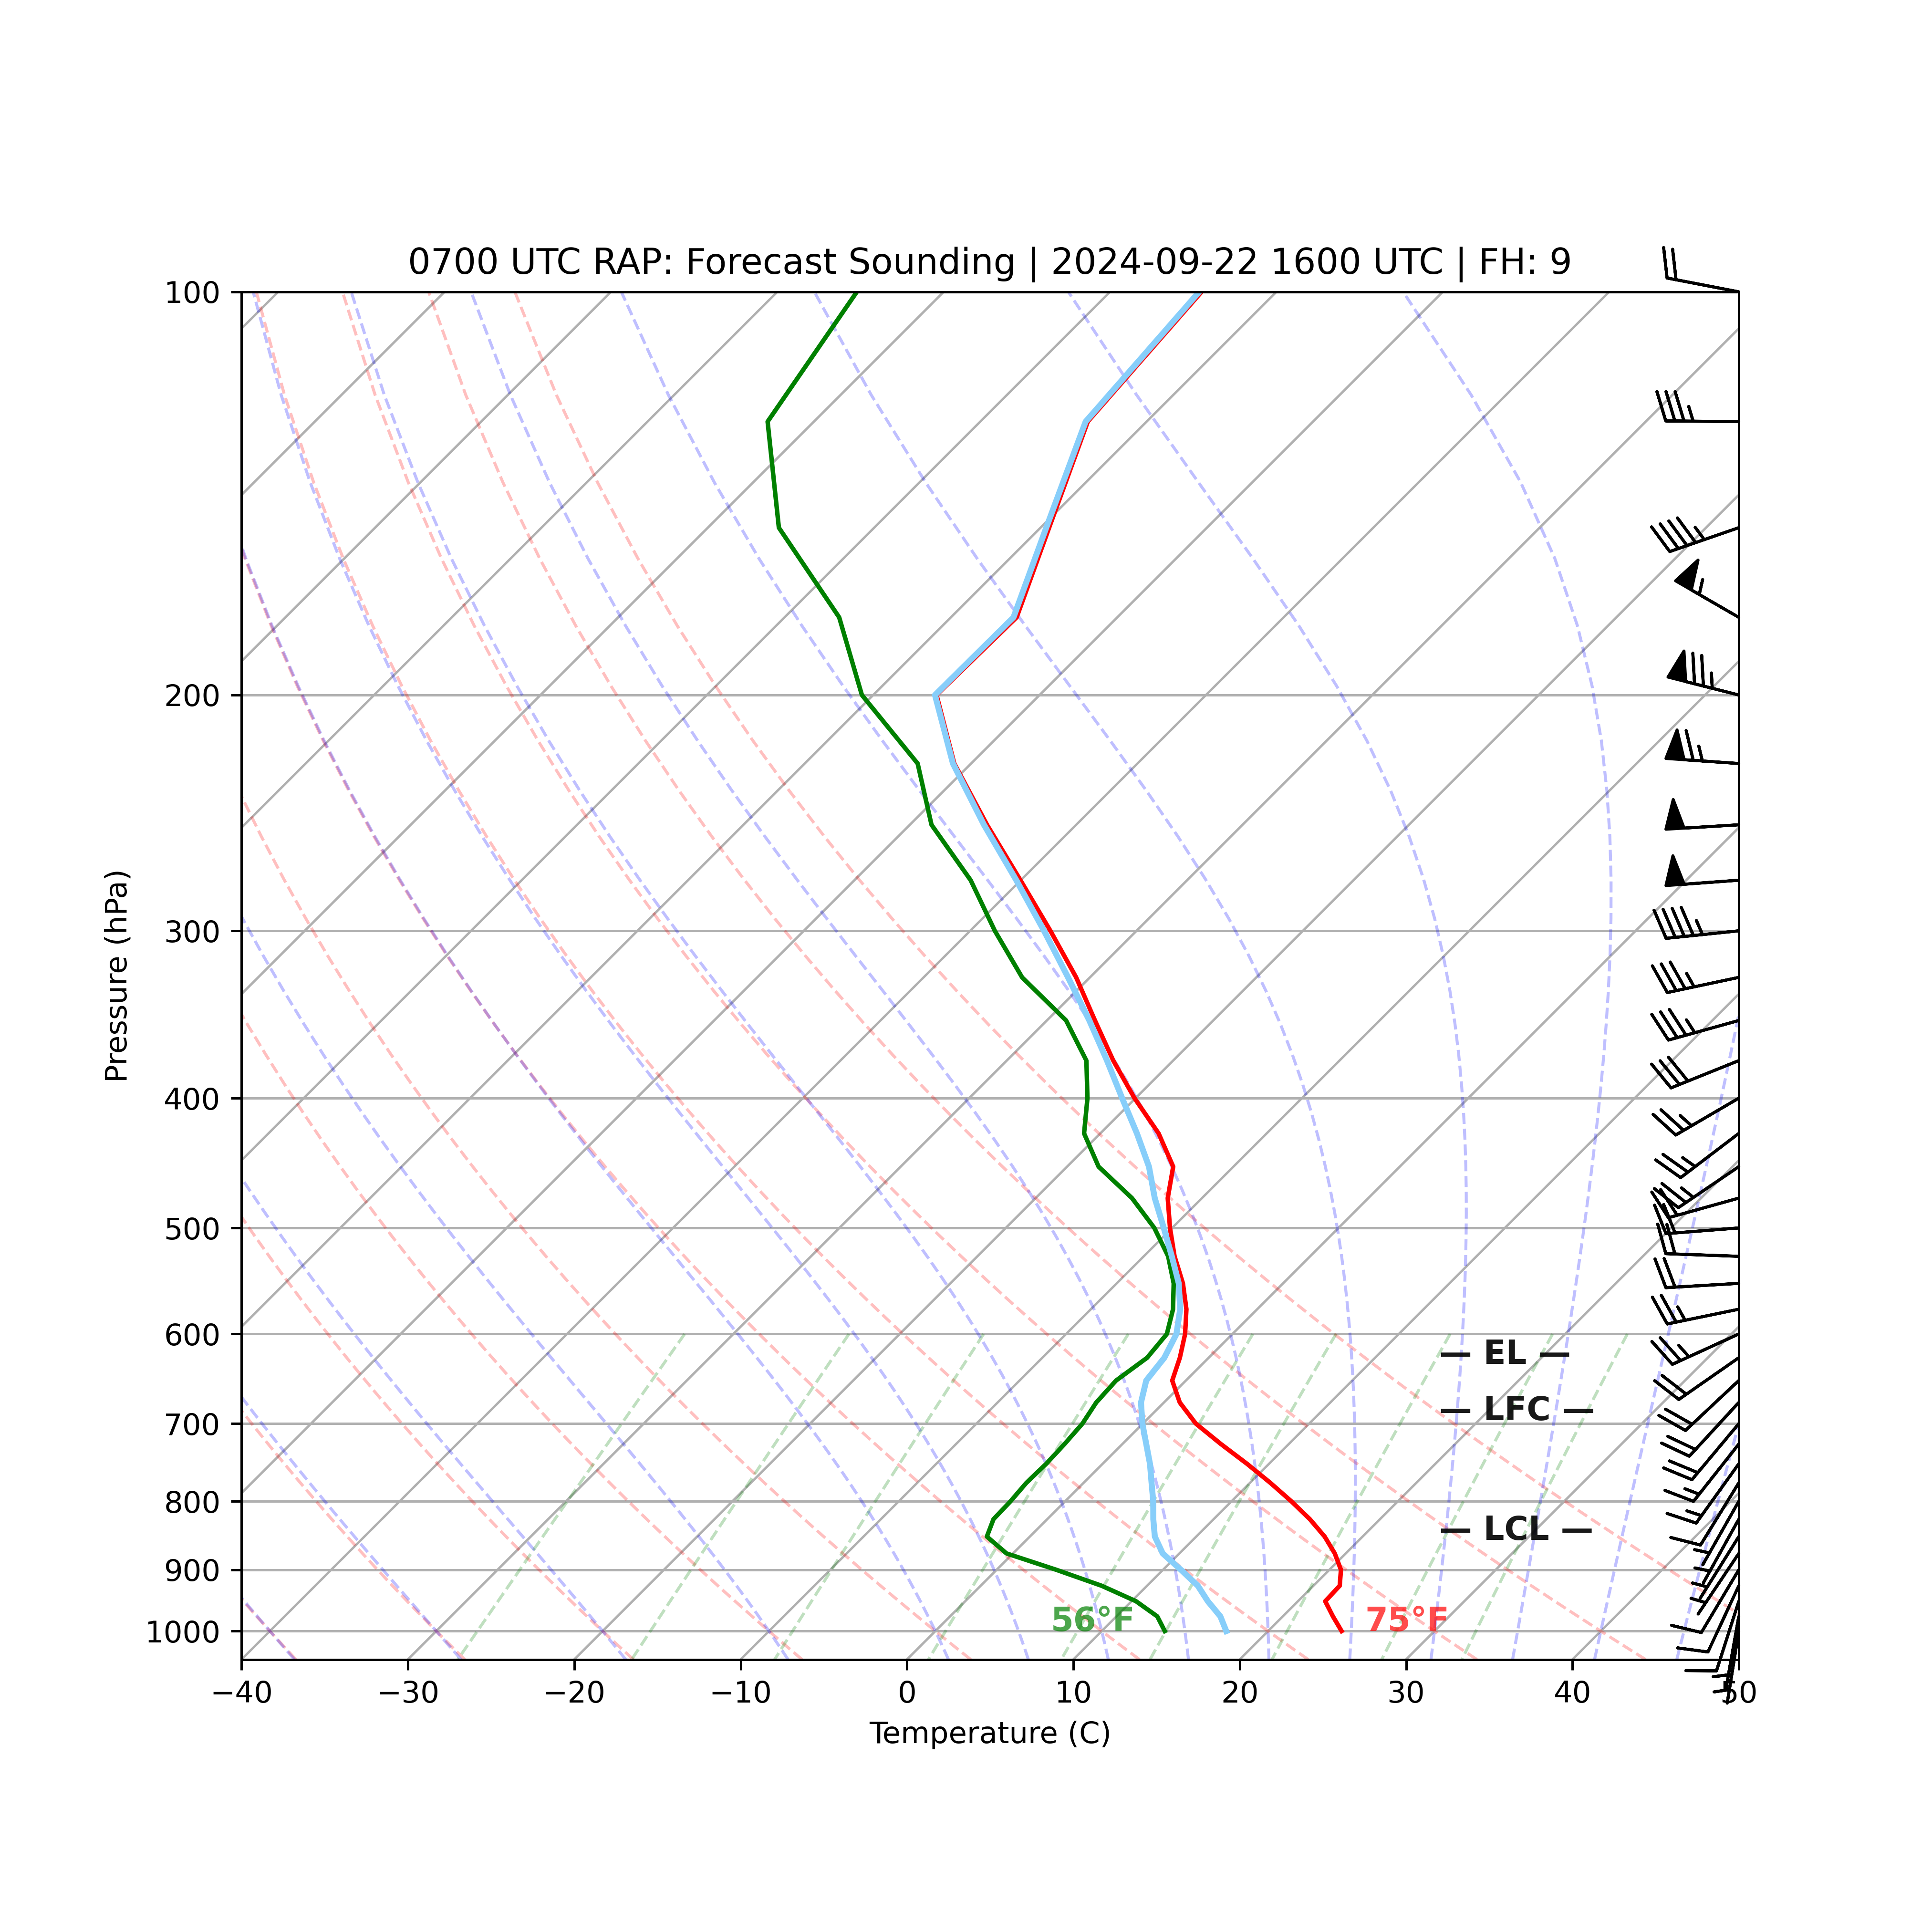 0700 UTC RAP: Forecast Sounding | 2024-09-22 1600 UTC | FH: 9
100
200
300
400
500
600
700
800
900
1000
Pressure (hPa)
— EL —
— LFC —
— LCL —
56°F 75°F
−40 −30 −20 −10 0 10 20 30 40 50
Temperature (C)